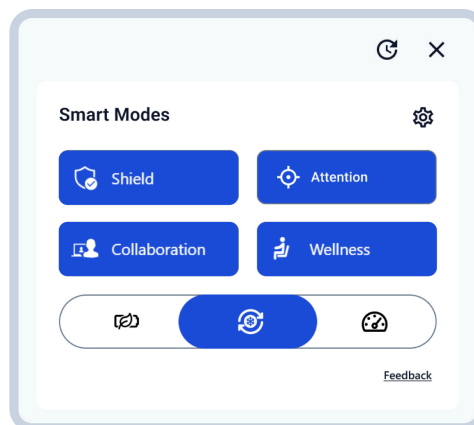 Smart Modes
Shield
Attention
Collaboration
Wellness
Feedback